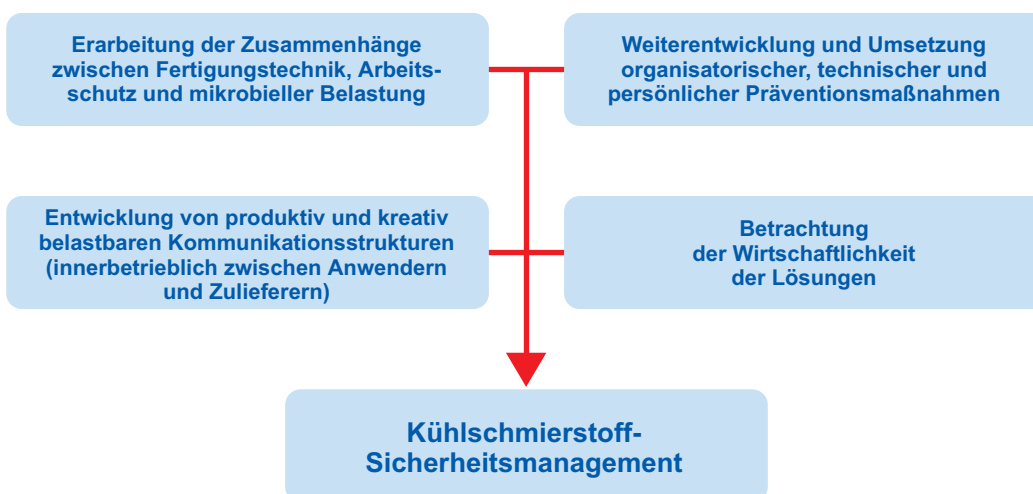 Erarbeitung der Zusammenhänge
zwischen Fertigungstechnik, Arbeits-
schutz und mikrobieller Belastung
Weiterentwicklung und Umsetzung
organisatorischer, technischer und
persönlicher Präventionsmaßnahmen
Entwicklung von produktiv und kreativ
belastbaren Kommunikationsstrukturen
(innerbetrieblich zwischen Anwendern
und Zulieferern)
Betrachtung
der Wirtschaftlichkeit
der Lösungen
Kühlschmierstoff-
Sicherheitsmanagement